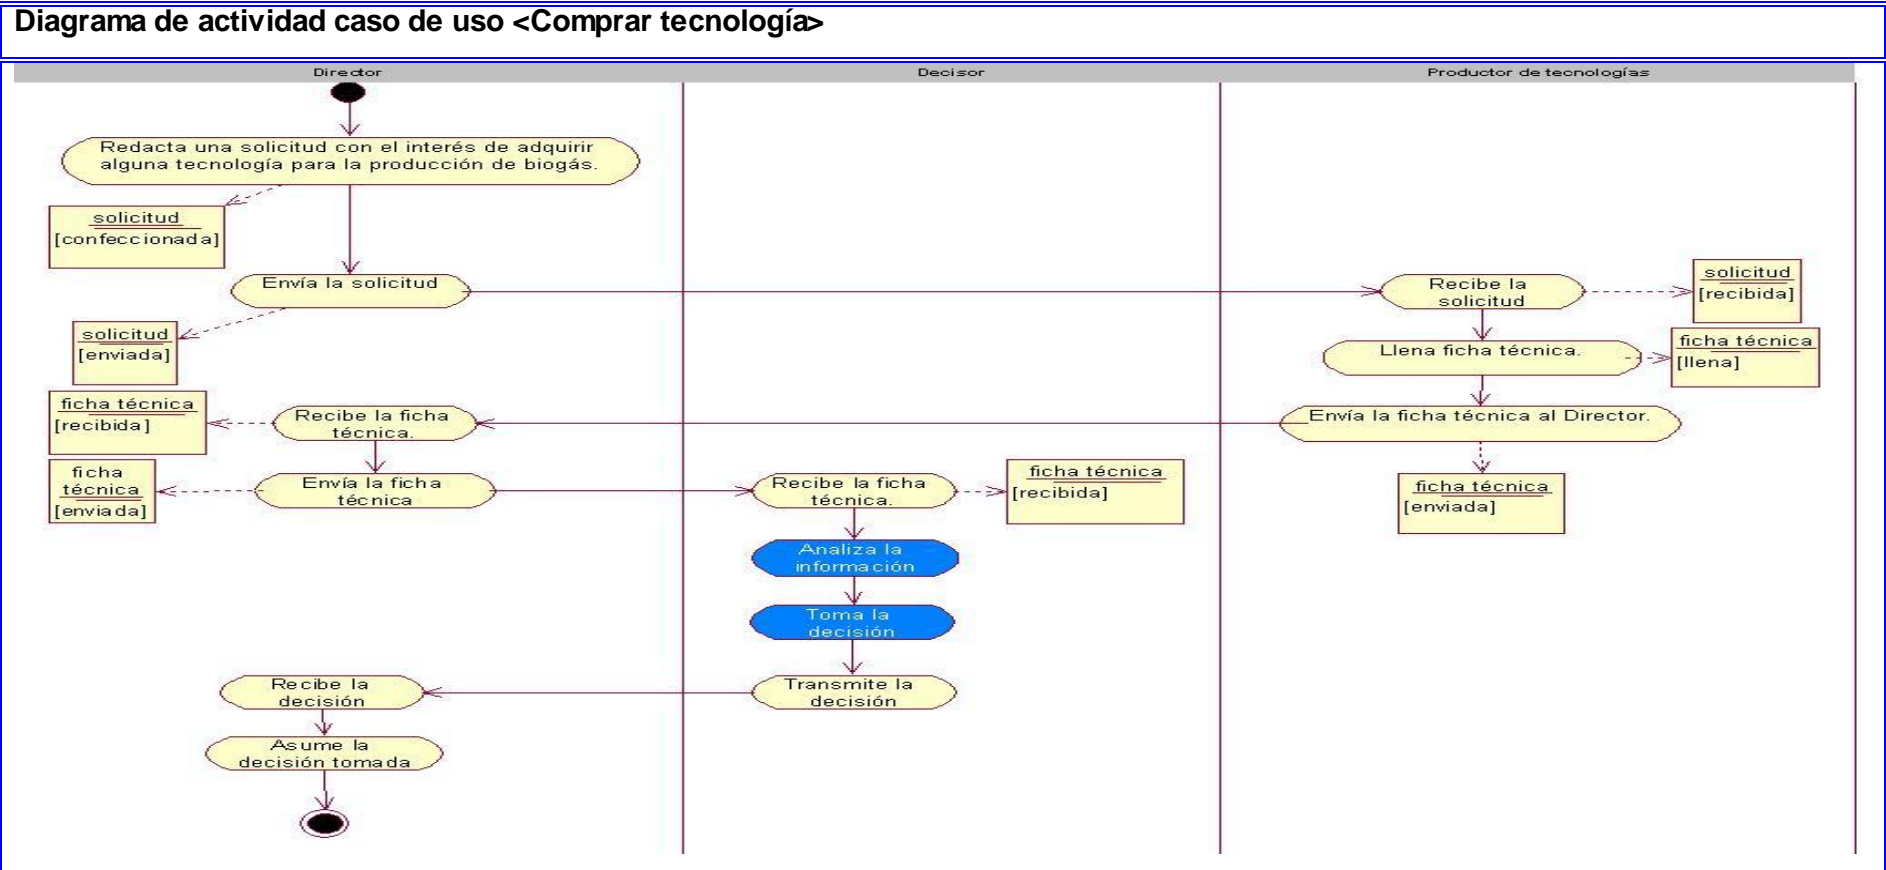 Diagrama de actividad caso de uso <Comprar tecnología>
Director
Decisor
Productor de tecnologías
Redacta una solicitud con el interés de adquirir
alguna tecnología para la producción de biogás.
solicitud
[confeccionada]
Envía la solicitud
Recibe la
solicitud
solicitud
[recibida]
solicitud
[enviada]
Llena ficha técnica.
ficha técnica
[llena]
ficha técnica
[recibida]
Recibe la ficha
técnica.
Envía la ficha técnica al Director.
ficha
técnica
[enviada]
Envía la ficha
técnica
Recibe la ficha
técnica.
ficha técnica
[recibida]
ficha técnica
[enviada]
Analiza la
información
Toma la
decisión
Recibe la
decisión
Transmite la
decisión
Asume la
decisión tomada